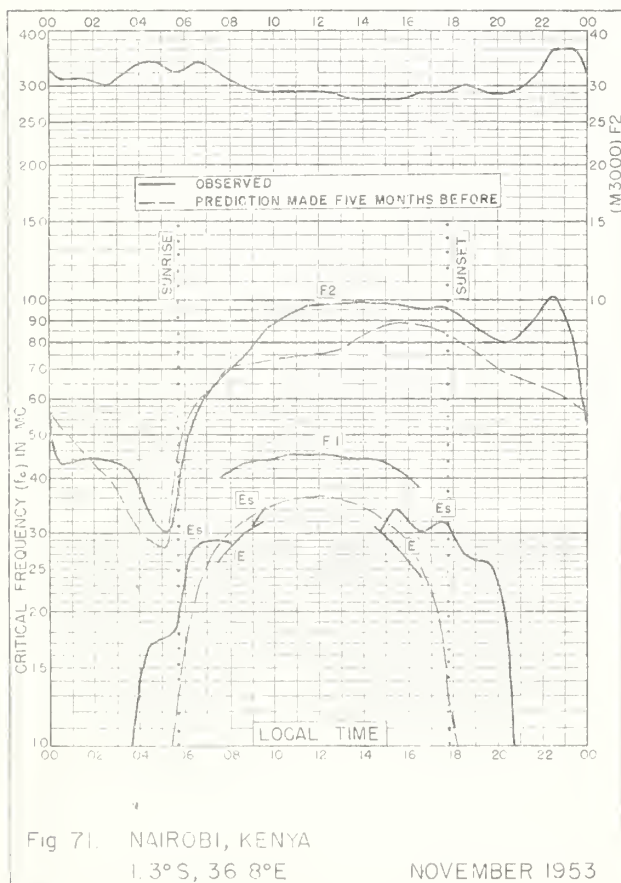 00 02 04 06 08 10 12 14 16 18 20 22 00
400 40
300 30
250 25
200 20
(M3000) F2
OBSERVED
PREDICTION MADE FIVE MONTHS BEFORE
150 15
SUNRISE
SUNSET
100 10
F2
90
80
70
60
50
F1
40
Es
Es
Es
30
E
E
25
20
15
10
CRITICAL FREQUENCY (fc) IN MC
LOCAL TIME
00 02 04 06 08 10 12 14 16 18 20 22 00
Fig 71. NAIROBI, KENYA
1.3°S, 36 8°E NOVEMBER 1953